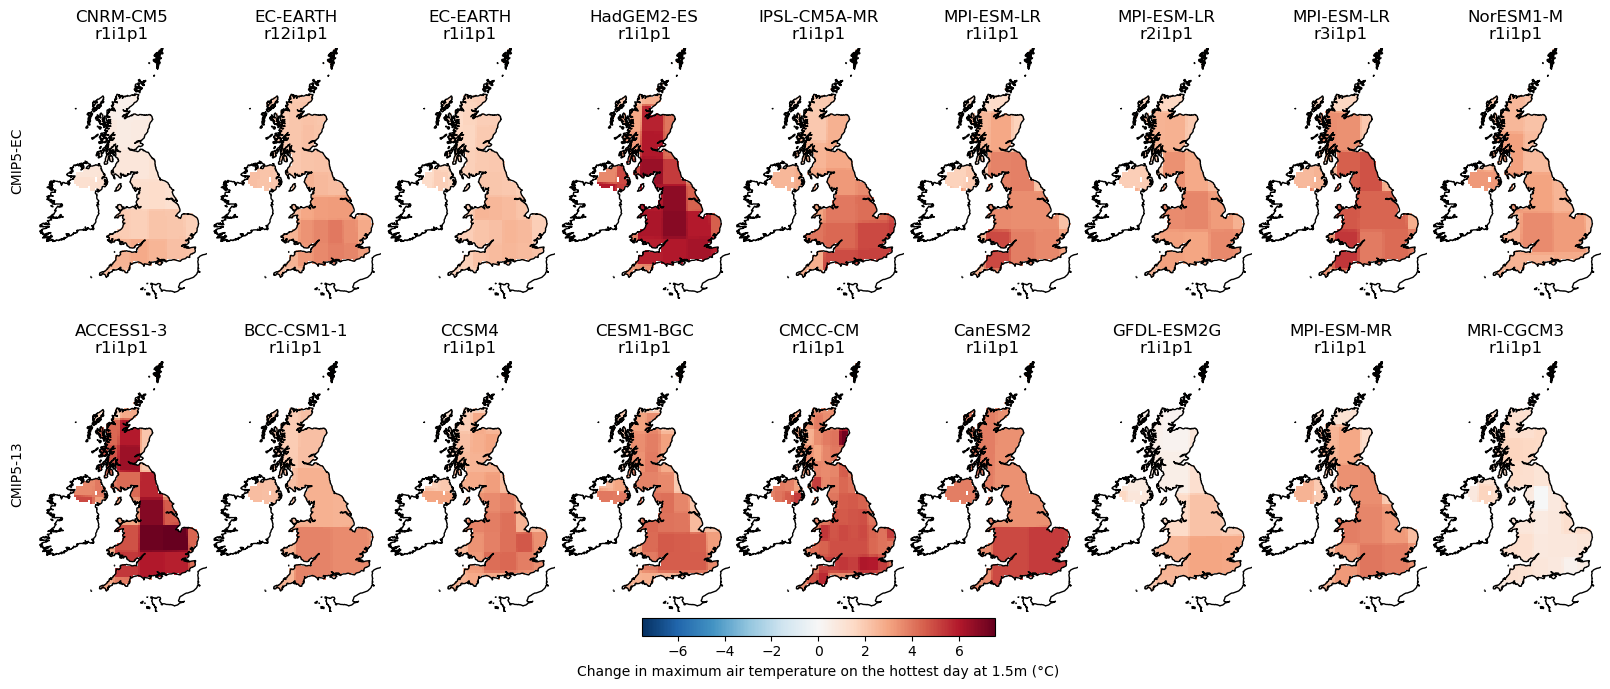 CNRM-CM5 EC-EARTH EC-EARTH HadGEM2-ES IPSL-CM5A-MR MPI-ESM-LR MPI-ESM-LR MPI-ESM-LR NorESM1-M
r1i1p1 r12i1p1 r1i1p1 r1i1p1 r1i1p1 r1i1p1 r2i1p1 r3i1p1 r1i1p1
CMIP5-EC
ACCESS1-3 BCC-CSM1-1 CCSM4 CESM1-BGC CMCC-CM CanESM2 GFDL-ESM2G MPI-ESM-MR MRI-CGCM3
r1i1p1 r1i1p1 r1i1p1 r1i1p1 r1i1p1 r1i1p1 r1i1p1 r1i1p1 r1i1p1
CMIP5-13
−6 −4 −2 0 2 4 6
Change in maximum air temperature on the hottest day at 1.5m (°C)